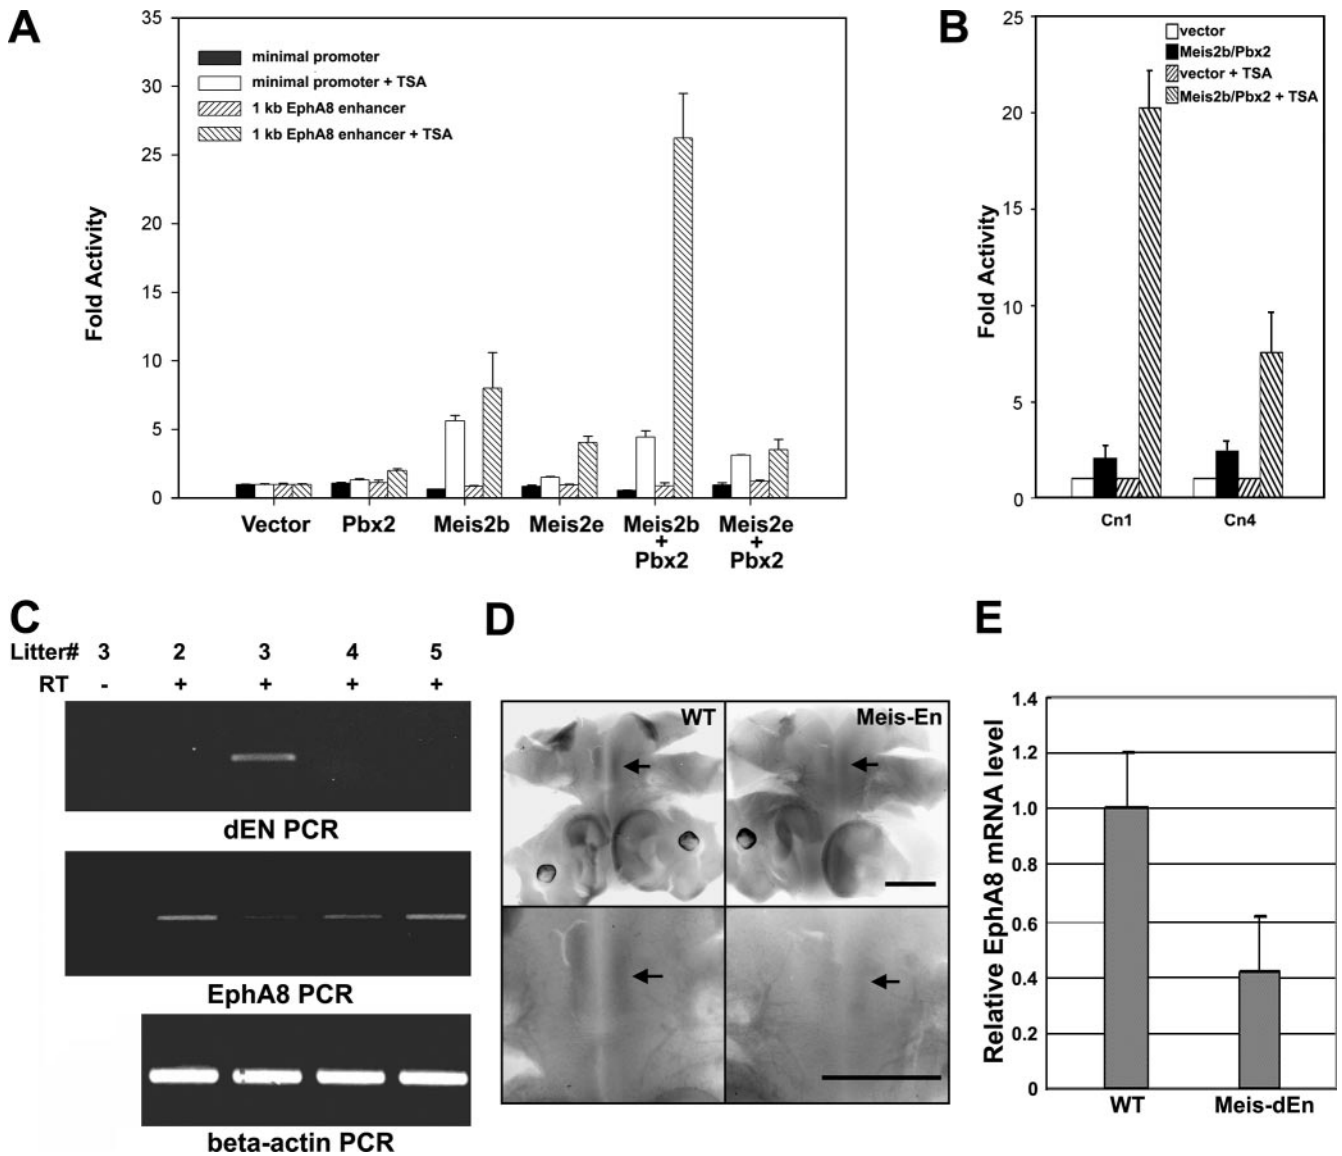 A
35
30
25
20
15
10
5
0
Fold Activity
minimal promoter
minimal promoter + TSA
1 kb EphA8 enhancer
1 kb EphA8 enhancer + TSA
Vector Pbx2 Meis2b Meis2e Meis2b + Pbx2 Meis2e + Pbx2
B
25
20
15
10
5
0
Fold Activity
vector
Meis2b/Pbx2
vector + TSA
Meis2b/Pbx2 + TSA
Cn1 Cn4
C
Litter# 3 2 3 4 5
RT - + + + +
dEN PCR
EphA8 PCR
beta-actin PCR
D
WT Meis-En
E
1.4
1.2
1.0
0.8
0.6
0.4
0.2
0
Relative EphA8 mRNA level
WT Meis-dEn